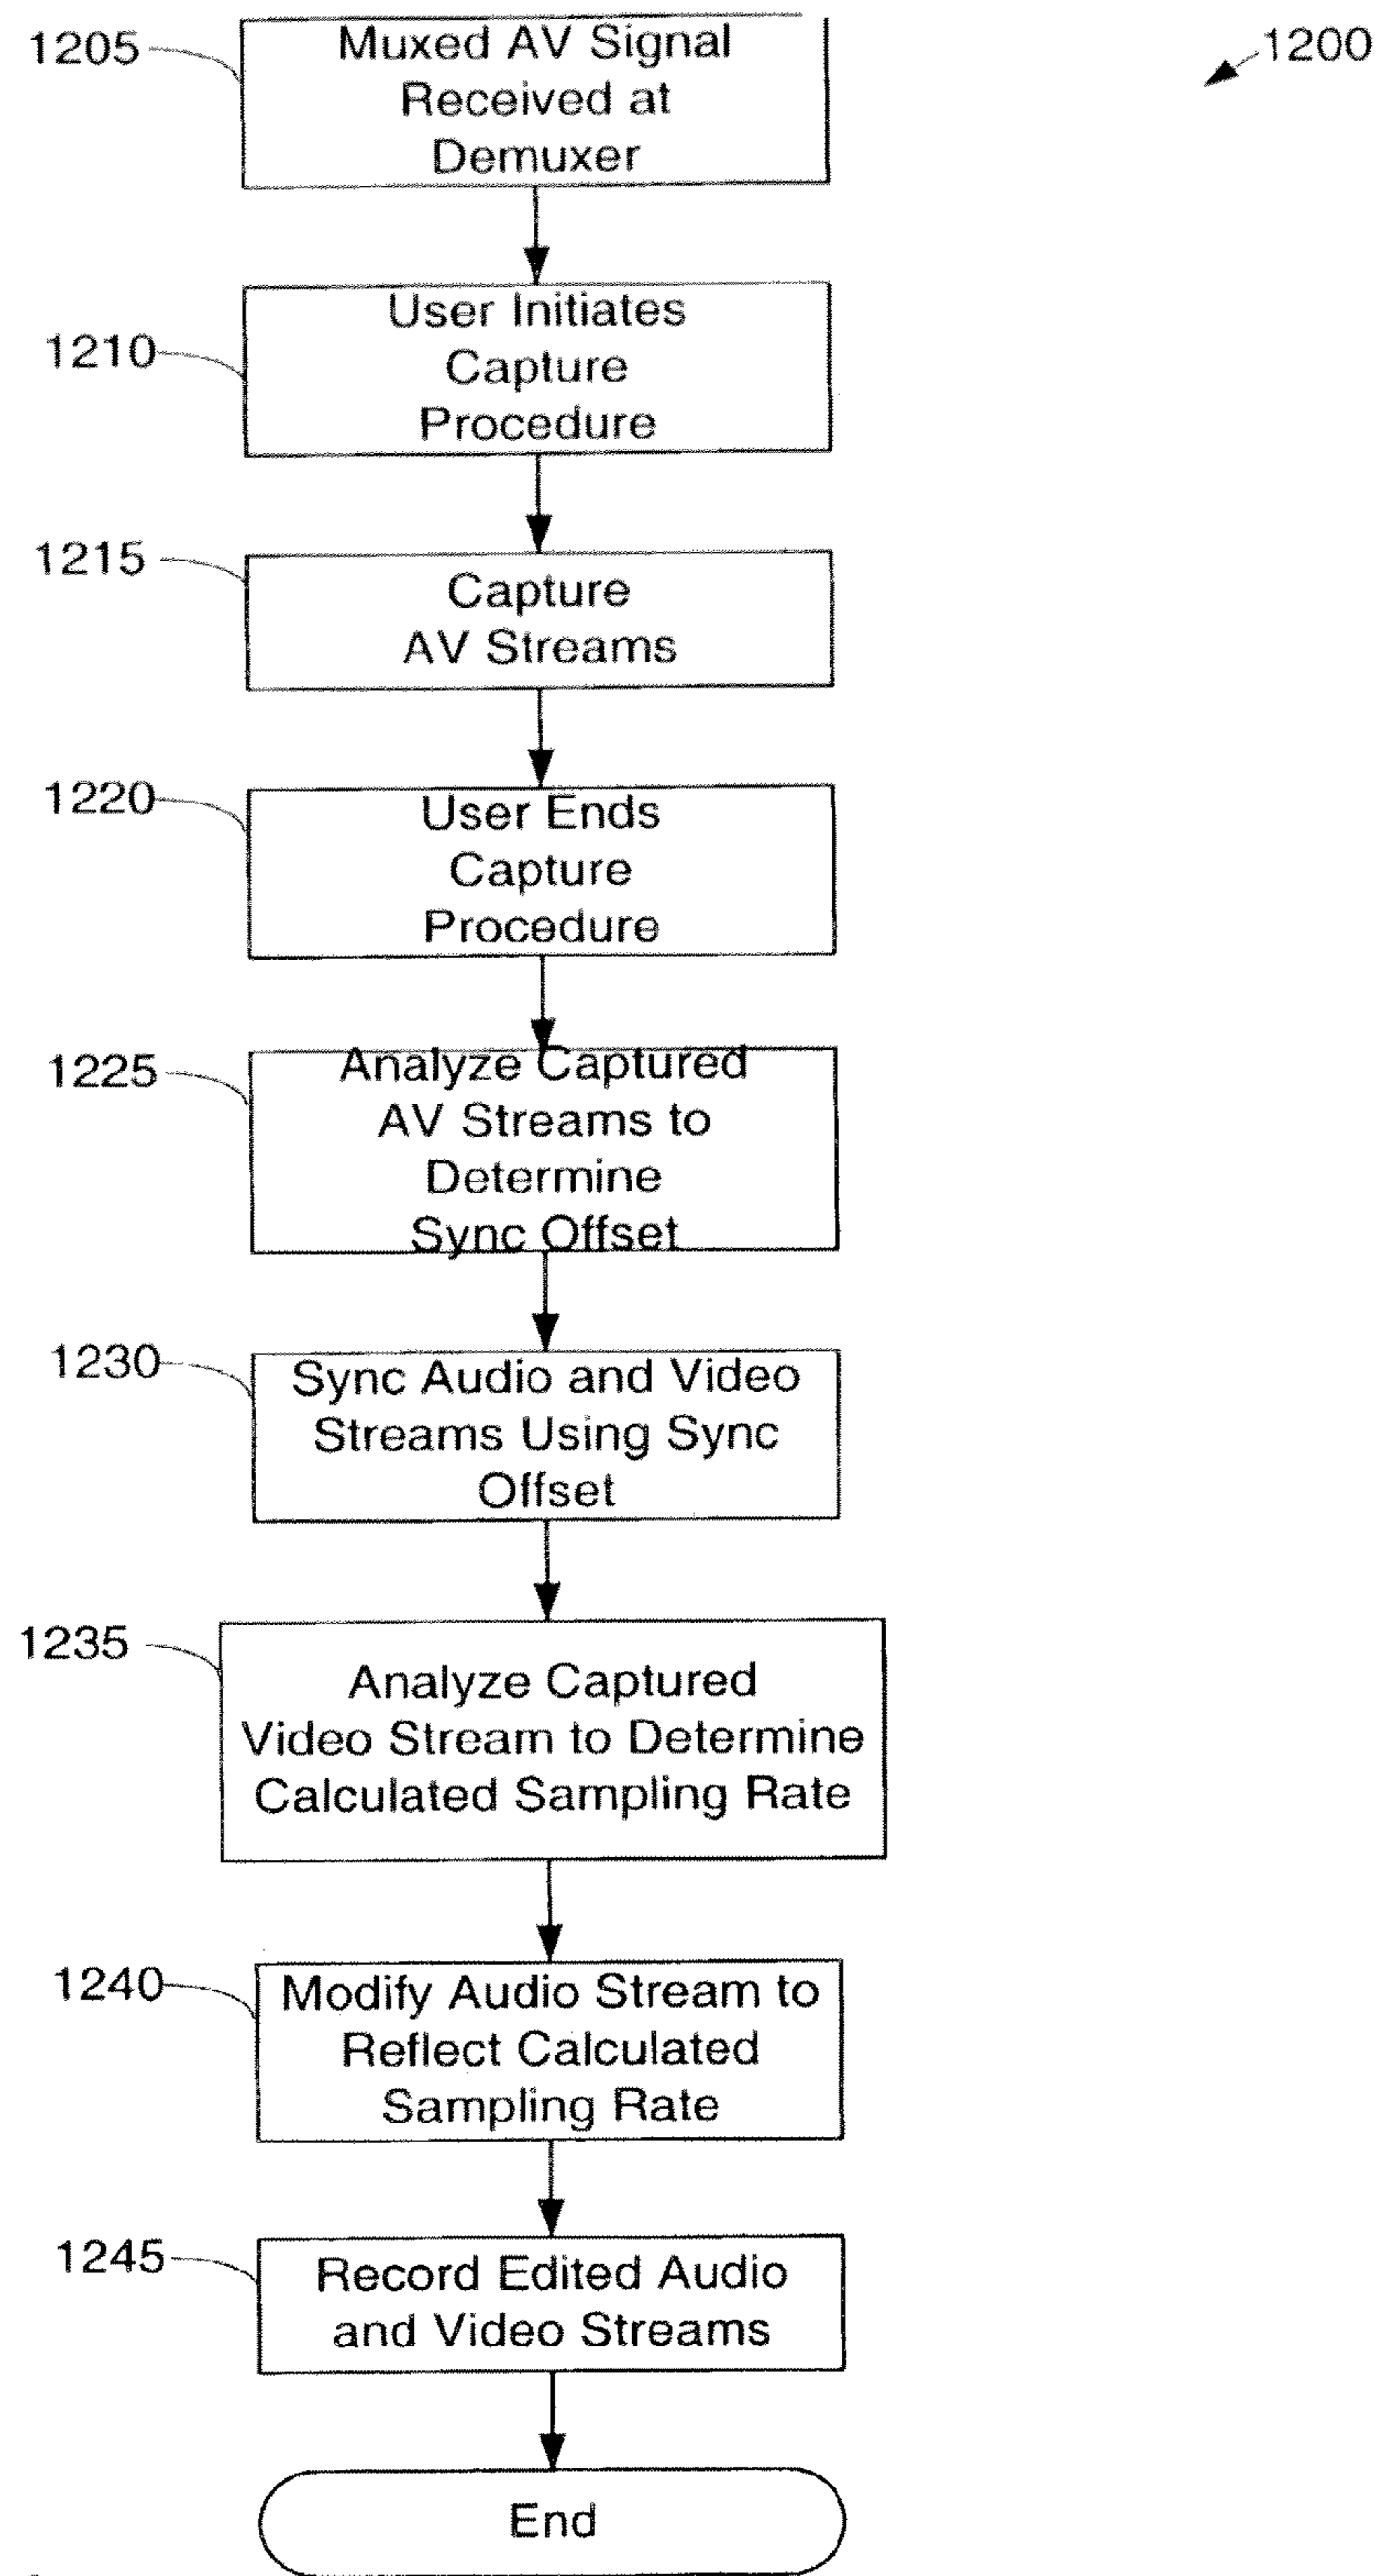 1200
1205
Muxed AV Signal
Received at
Demuxer
1210
User Initiates
Capture
Procedure
1215
Capture
AV Streams
1220
User Ends
Capture
Procedure
1225
Analyze Captured
AV Streams to
Determine
Sync Offset
1230
Sync Audio and Video
Streams Using Sync
Offset
1235
Analyze Captured
Video Stream to Determine
Calculated Sampling Rate
1240
Modify Audio Stream to
Reflect Calculated
Sampling Rate
1245
Record Edited Audio
and Video Streams
End